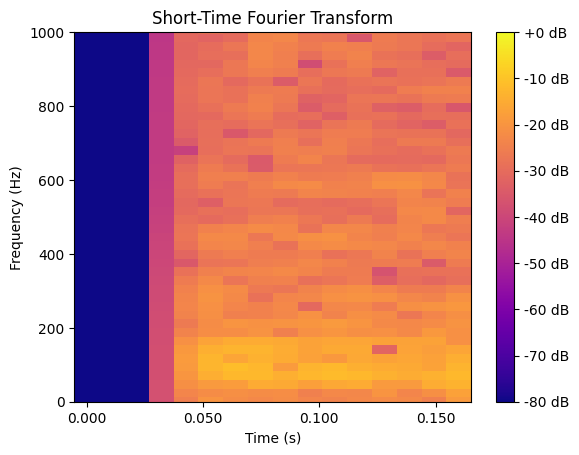 Short-Time Fourier Transform
1000
800
600
400
200
0
Frequency (Hz)
0.000
0.050
0.100
0.150
Time (s)
+0 dB
-10 dB
-20 dB
-30 dB
-40 dB
-50 dB
-60 dB
-70 dB
-80 dB